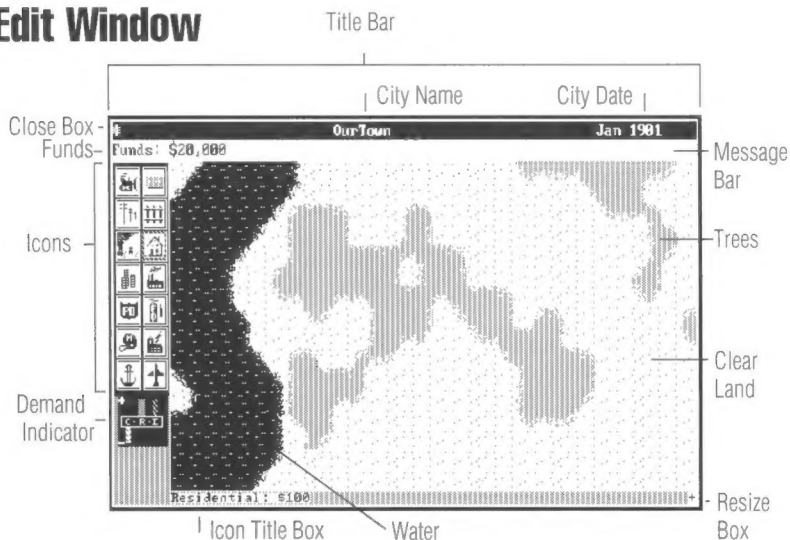 Edit Window
Title Bar
City Name
City Date
Close Box
OurTown
Jan 1901
Funds
Funds: $20,000
Message
Bar
Icons
Trees
PD
Clear
Land
Demand
Indicator
C·R·I
Residential: $100
Resize
Box
Icon Title Box
Water